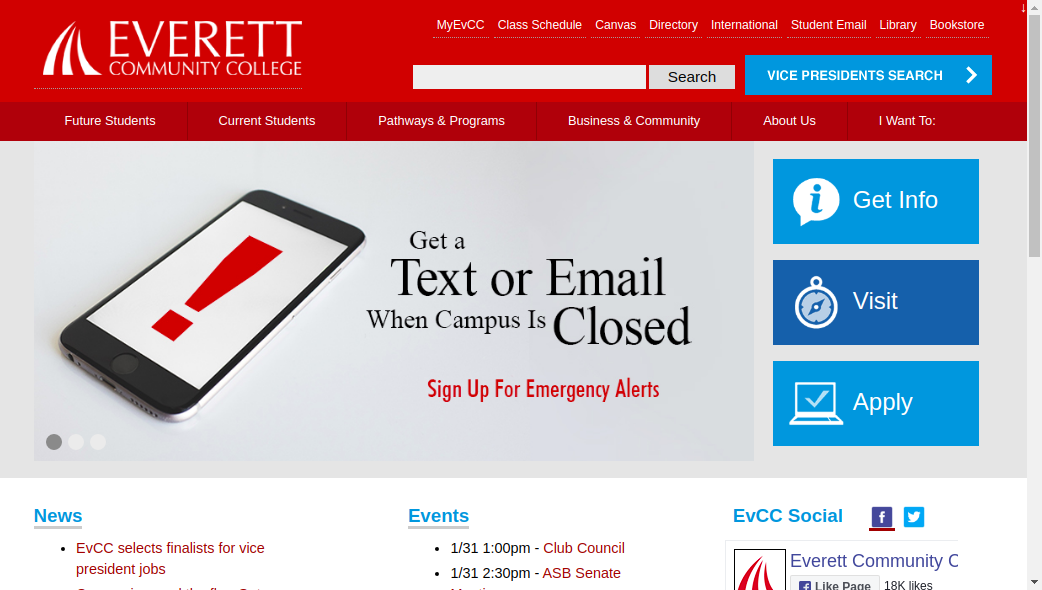 ↓
MyEvCC Class Schedule Canvas Directory International Student Email Library Bookstore
EVERETT
COMMUNITY COLLEGE
Search
VICE PRESIDENTS SEARCH
Future Students Current Students Pathways & Programs Business & Community About Us I Want To:
Get a
Text or Email
When Campus Is Closed
Sign Up For Emergency Alerts
Get Info
Visit
Apply
News
EvCC selects finalists for vice
president jobs
Events
1/31 1:00pm - Club Council
1/31 2:30pm - ASB Senate
EvCC Social
Everett Community C
Like Page 18K likes